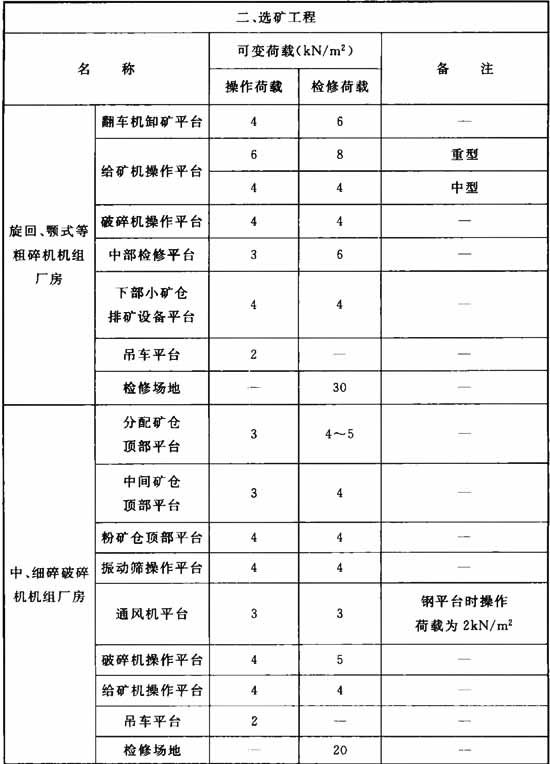 二、选矿工程
名 称
可变荷载(kN/m²)
备 注
操作荷载 检修荷载
旋回、颚式等
粗碎机机组
厂房
翻车机卸矿平台 4 6 —
给矿机操作平台
6 8 重型
4 4 中型
破碎机操作平台 4 4 —
中部检修平台 3 6 —
下部小矿仓
排矿设备平台
4 4 —
吊车平台 2 — —
检修场地 — 30 —
中、细碎破碎
机机组厂房
分配矿仓
顶部平台
3 4～5 —
中间矿仓
顶部平台
3 4 —
粉矿仓顶部平台 4 4 —
振动筛操作平台 4 4 —
通风机平台 3 3
钢平台时操作
荷载为2kN/m²
破碎机操作平台 4 5 —
给矿机操作平台 4 4 —
吊车平台 2 — —
检修场地 — 20 —